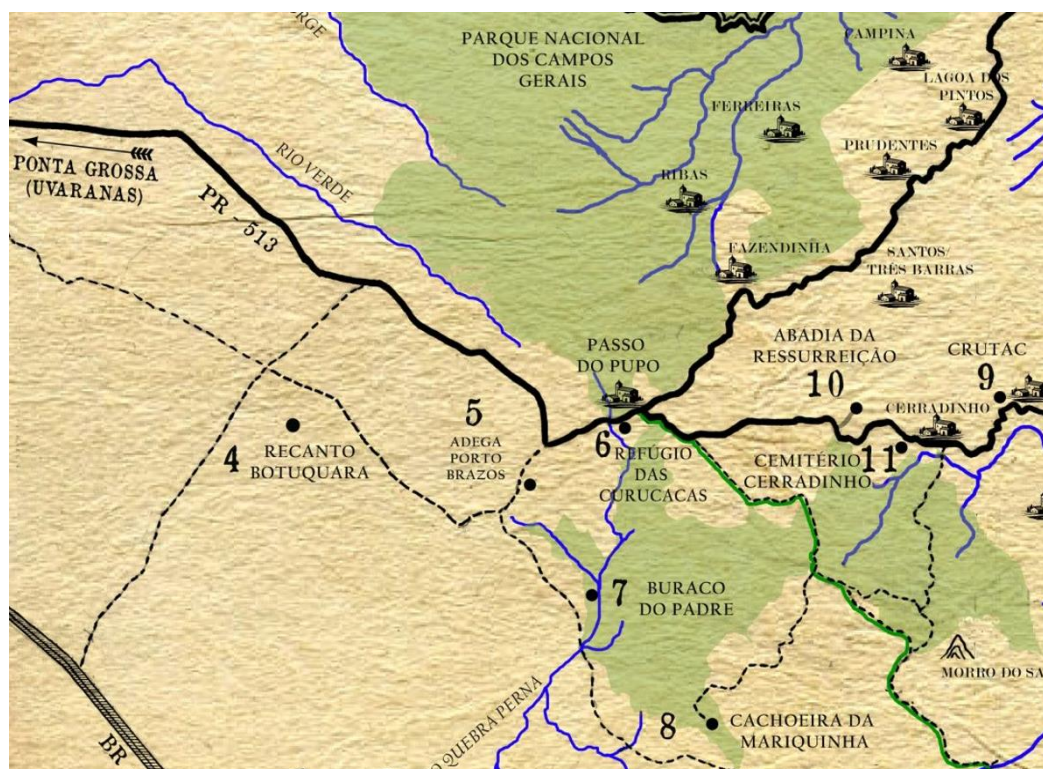 ORGE
PARQUE NACIONAL
DOS CAMPOS
GERAIS
CAMPINA
LAGOA DOS
PINTOS
FERREIRAS
PRUDENTES
RIBAS
PONTA GROSSA
(UVARANAS)
RIO VERDE
PR - 513
FAZENDINHA
SANTOS/
TRÊS BARRAS
PASSO
DO PUPO
ABADIA DA
RESSURREIÇÃO
10
CRUTAC
9
5
ADEGA
PORTO
BRAZOS
4
RECANTO
BOTUQUARA
6
REFÚGIO
DAS
CURUCACAS
CERRADINHO
CEMITÉRIO
CERRADINHO
11
7
BURACO
DO PADRE
MORRO DO SA
O QUEBRA PERNA
8
CACHOEIRA DA
MARIQUINHA
BR